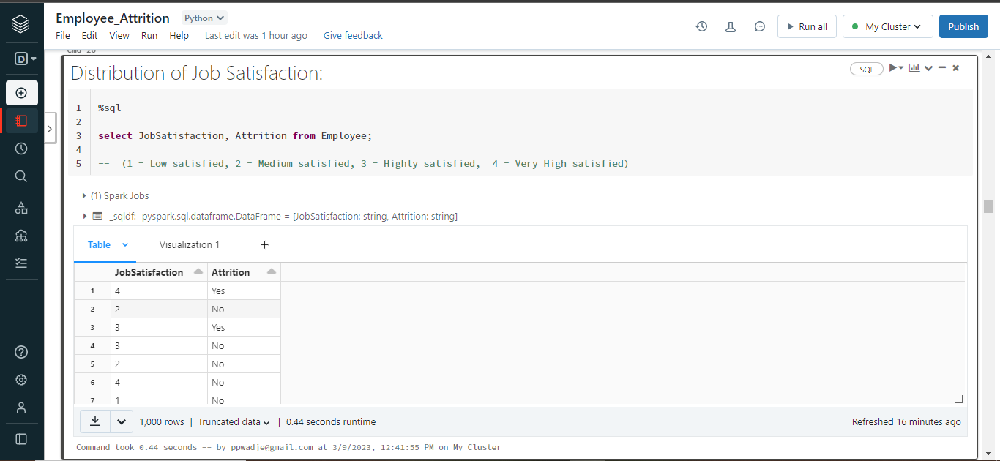 Employee_Attrition Python
File Edit View Run Help Last edit was 1 hour ago Give feedback
Run all My Cluster Publish
D
Cmd 20
Distribution of Job Satisfaction:
SQL
1 %sql
2
3 select JobSatisfaction, Attrition from Employee;
4
5 -- (1 = Low satisfied, 2 = Medium satisfied, 3 = Highly satisfied, 4 = Very High satisfied)
(1) Spark Jobs
_sqldf: pyspark.sql.dataframe.DataFrame = [JobSatisfaction: string, Attrition: string]
Table Visualization 1 +
JobSatisfaction Attrition
1 4 Yes
2 2 No
3 3 Yes
4 3 No
5 2 No
6 4 No
7 1 No
1,000 rows | Truncated data | 0.44 seconds runtime Refreshed 16 minutes ago
Command took 0.44 seconds -- by ppwadje@gmail.com at 3/9/2023, 12:41:55 PM on My Cluster